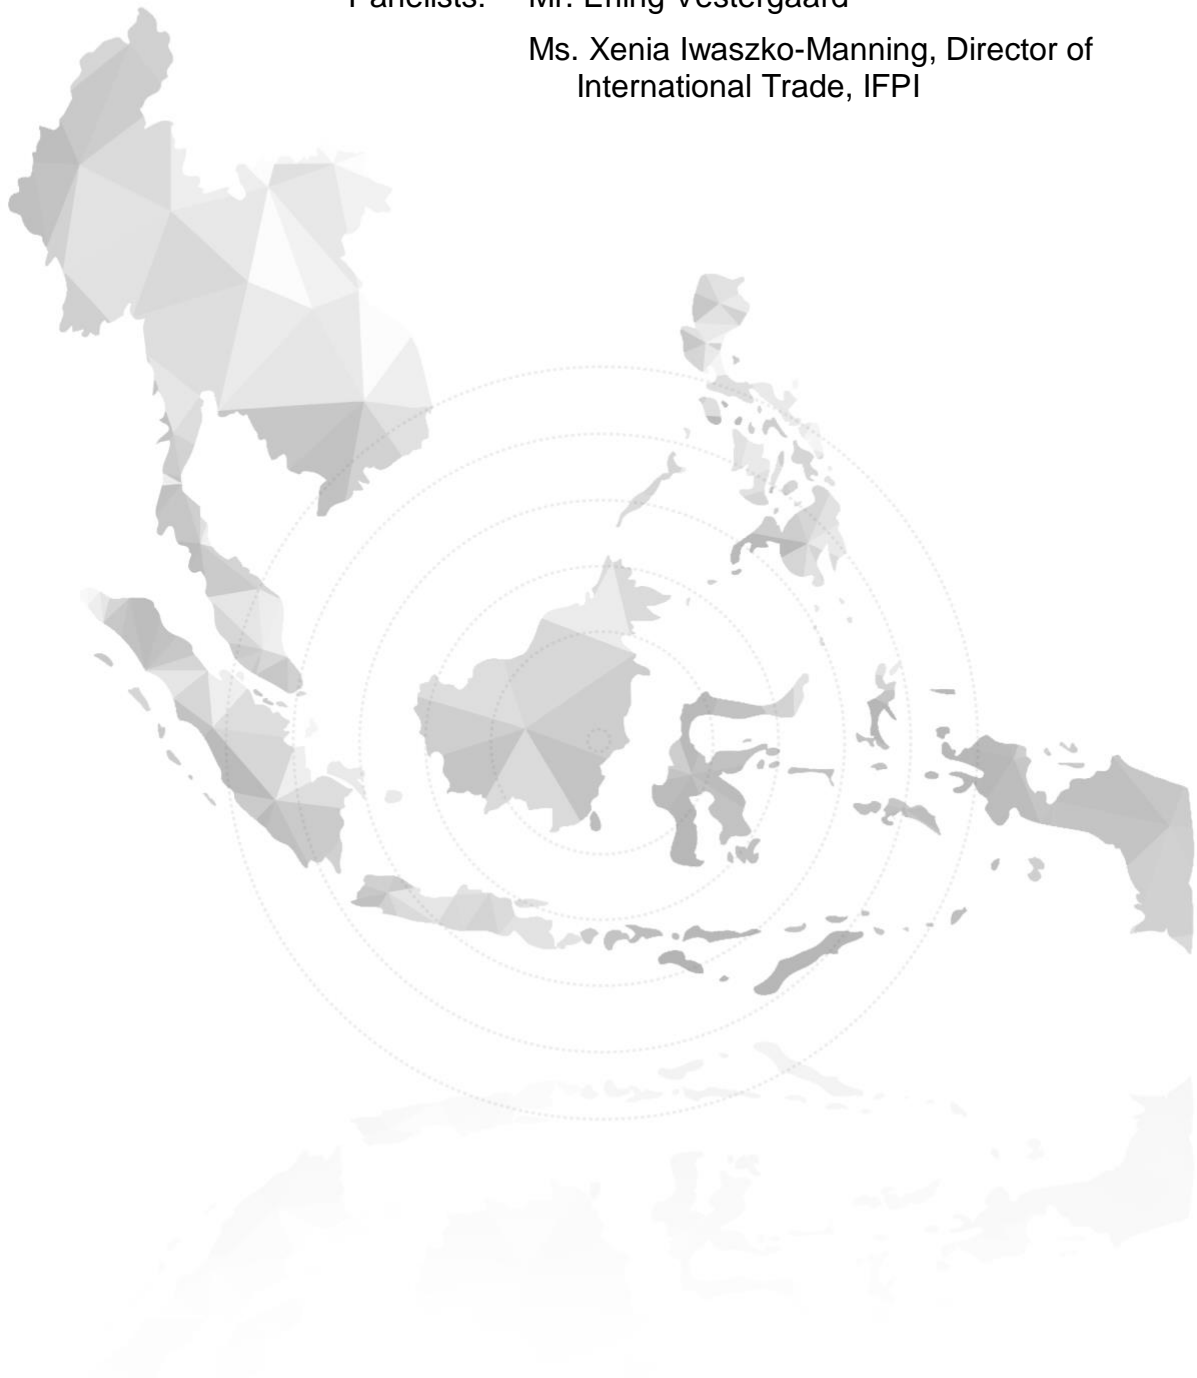 Panelists: Mr. Erling Vestergaard
Ms. Xenia Iwaszko-Manning, Director of
International Trade, IFPI